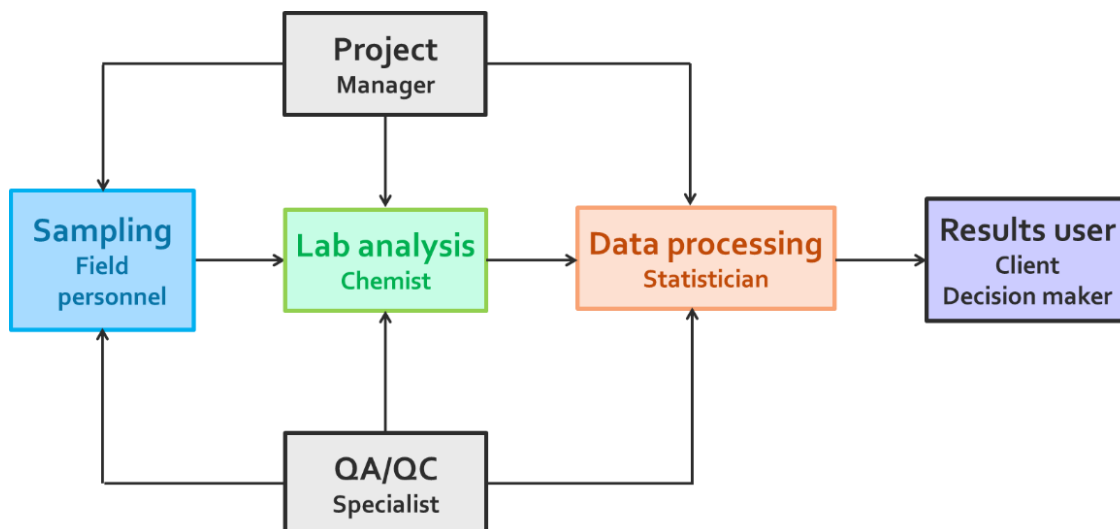 Project
Manager
Sampling
Field
personnel
Lab analysis
Chemist
Data processing
Statistician
Results user
Client
Decision maker
QA/QC
Specialist